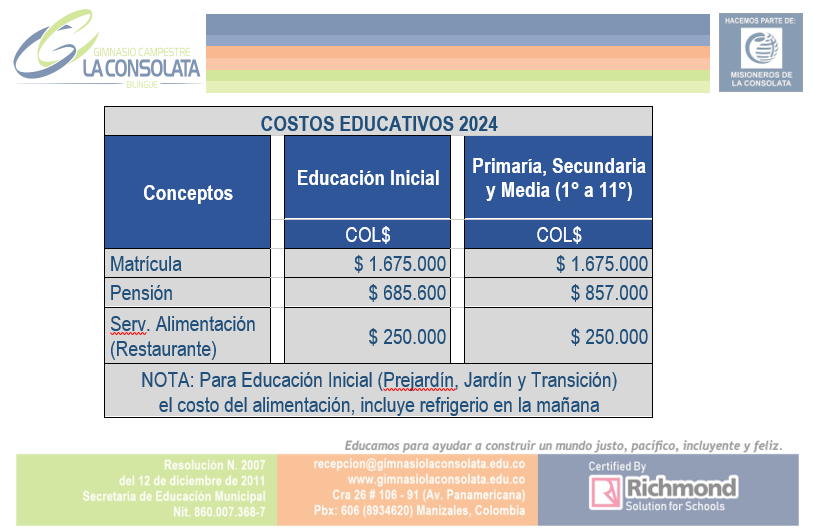 GIMNASIO CAMPESTRE
LA CONSOLATA
BILINGÜE
HACEMOS PARTE DE:
MISIONEROS DE
LA CONSOLATA
COSTOS EDUCATIVOS 2024
Conceptos
Educación Inicial
Primaría, Secundaria
y Media (1° a 11°)
COL$ COL$
Matrícula $ 1.675.000 $ 1.675.000
Pensión $ 685.600 $ 857.000
Serv. Alimentación
(Restaurante) $ 250.000 $ 250.000
NOTA: Para Educación Inicial (Prejardín, Jardín y Transición)
el costo del alimentación, incluye refrigerio en la mañana
Educamos para ayudar a construir un mundo justo, pacífico, incluyente y feliz.
Resolución N. 2007
del 12 de diciembre de 2011
Secretaria de Educación Municipal
Nit. 860.007.368-7
recepcion@gimnasiolaconsolata.edu.co
www.gimnasiolaconsolata.edu.co
Cra 26 # 106 - 91 (Av. Panamericana)
Pbx: 606 (8934620) Manizales, Colombia
Certified By
Richmond
Solution for Schools